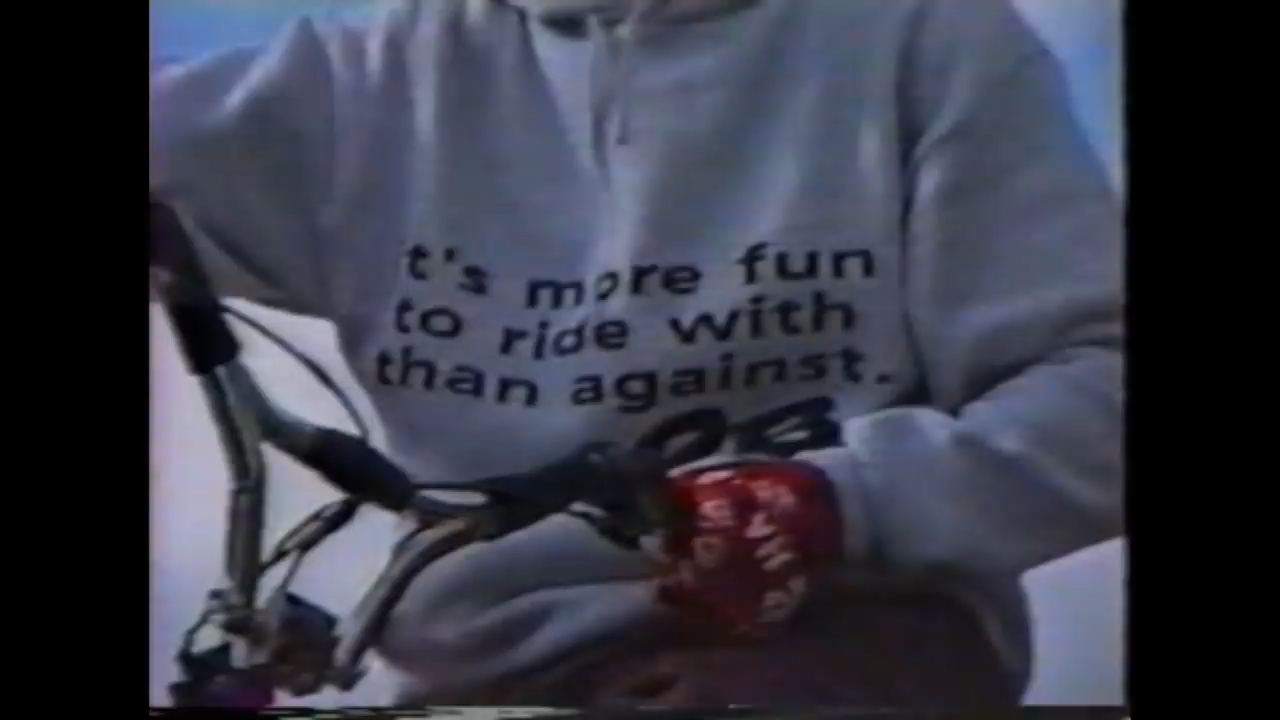 t's more fun
to ride with
than against.